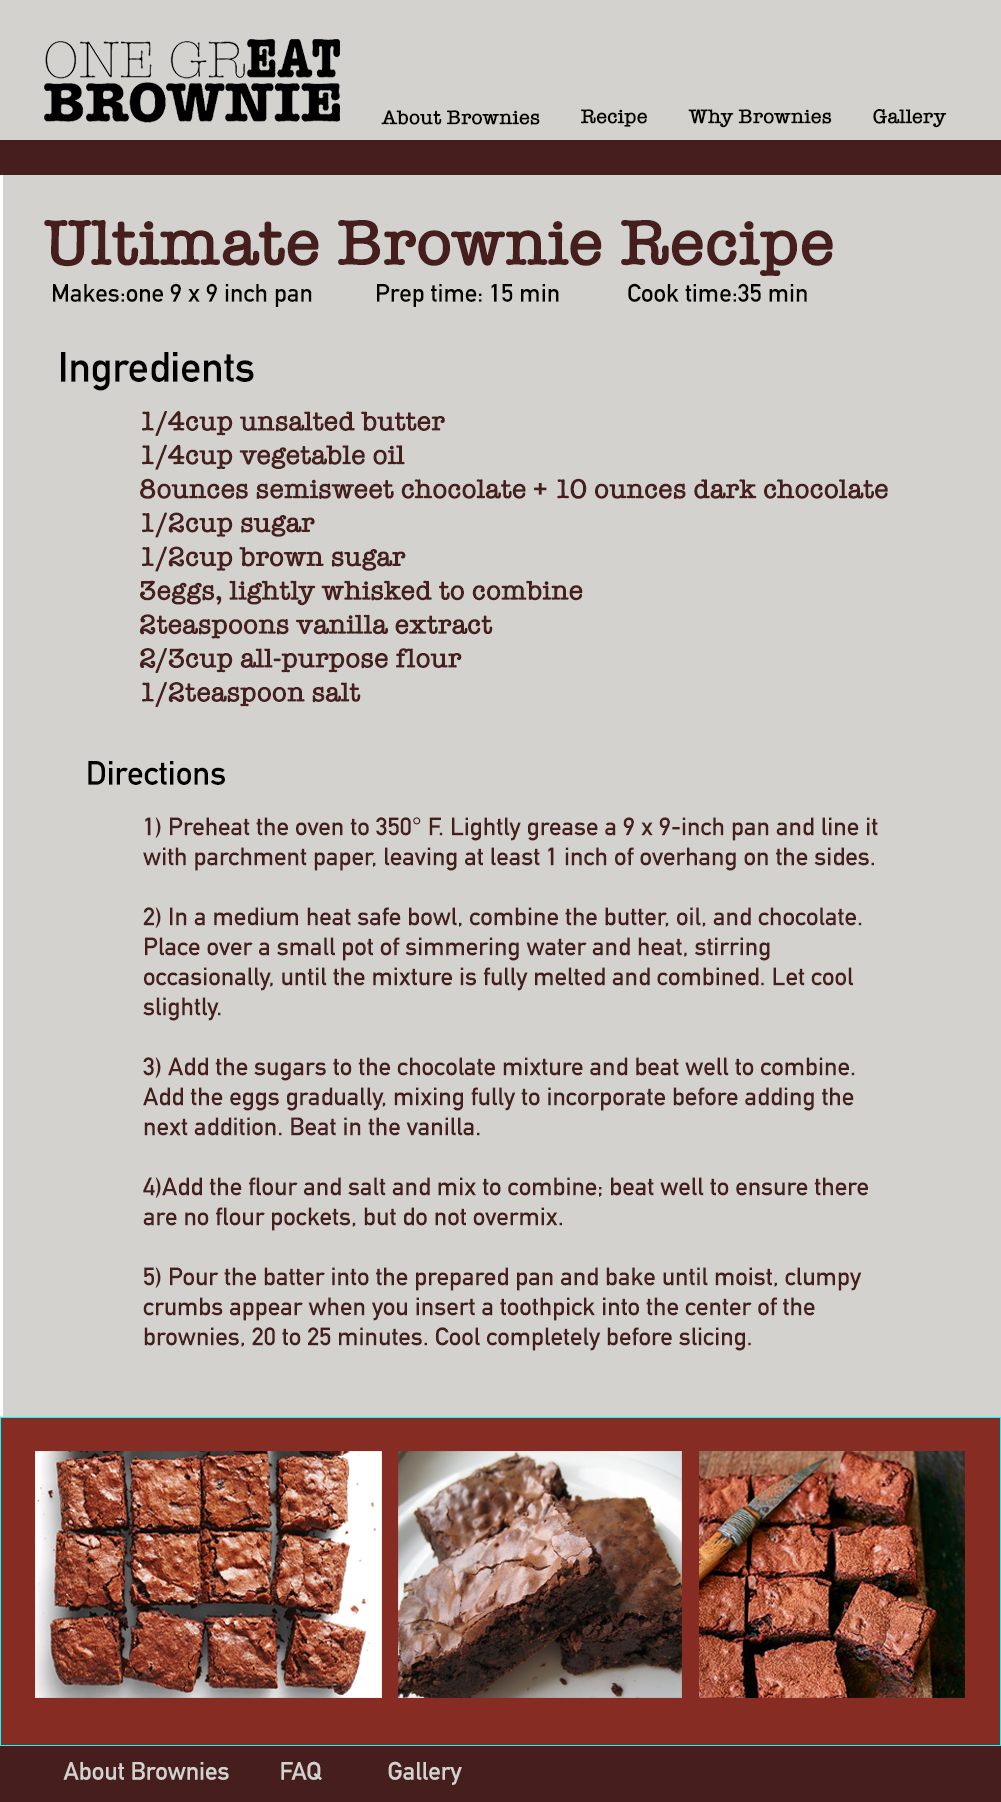 ONE GREAT
BROWNIE
About Brownies Recipe Why Brownies Gallery
Ultimate Brownie Recipe
Makes:one 9 x 9 inch pan Prep time: 15 min Cook time:35 min
Ingredients
1/4cup unsalted butter
1/4cup vegetable oil
8ounces semisweet chocolate + 10 ounces dark chocolate
1/2cup sugar
1/2cup brown sugar
3eggs, lightly whisked to combine
2teaspoons vanilla extract
2/3cup all-purpose flour
1/2teaspoon salt
Directions
1) Preheat the oven to 350° F. Lightly grease a 9 x 9-inch pan and line it
with parchment paper, leaving at least 1 inch of overhang on the sides.
2) In a medium heat safe bowl, combine the butter, oil, and chocolate.
Place over a small pot of simmering water and heat, stirring
occasionally, until the mixture is fully melted and combined. Let cool
slightly.
3) Add the sugars to the chocolate mixture and beat well to combine.
Add the eggs gradually, mixing fully to incorporate before adding the
next addition. Beat in the vanilla.
4)Add the flour and salt and mix to combine; beat well to ensure there
are no flour pockets, but do not overmix.
5) Pour the batter into the prepared pan and bake until moist, clumpy
crumbs appear when you insert a toothpick into the center of the
brownies, 20 to 25 minutes. Cool completely before slicing.
About Brownies FAQ Gallery